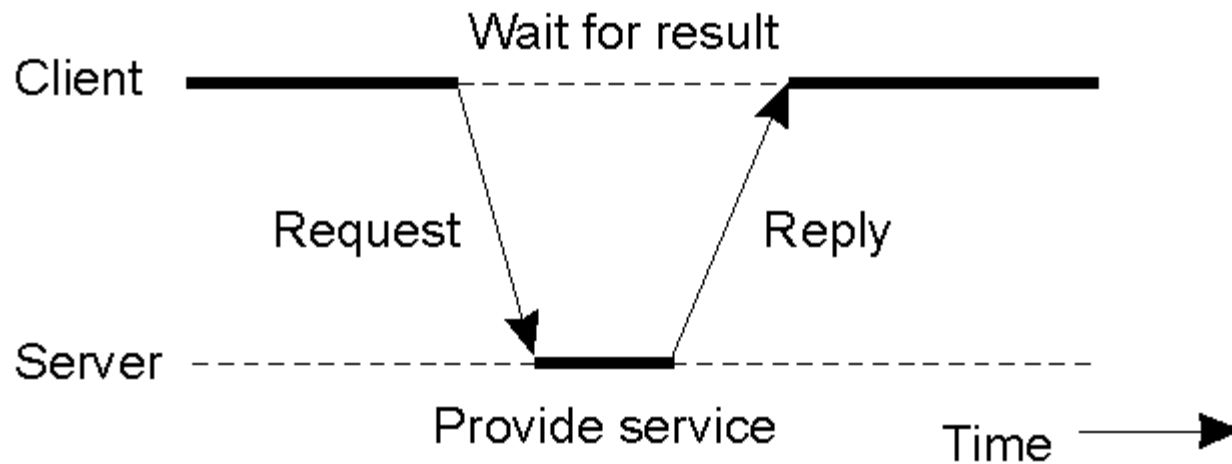 Wait for result
Client
Request
Reply
Server
Provide service
Time